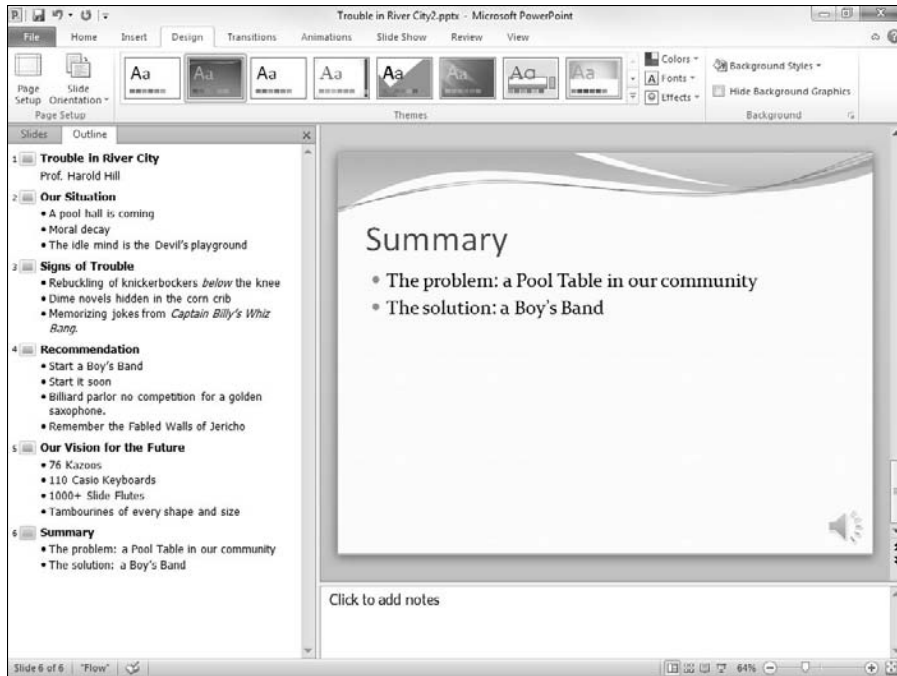 Trouble in River City2.pptx - Microsoft PowerPoint
File Home Insert Design Transitions Animations Slide Show Review View
Page Setup
Slide Orientation
Aa Aa Aa Aa Aa Aa Aa Aa
Colors
Fonts
Effects
Background Styles
Hide Background Graphics
Page Setup Themes Background
Slides Outline
1 Trouble in River City
Prof. Harold Hill
2 Our Situation
• A pool hall is coming
• Moral decay
• The idle mind is the Devil's playground
3 Signs of Trouble
• Rebuckling of knickerbockers below the knee
• Dime novels hidden in the corn crib
• Memorizing jokes from Captain Billy's Whiz
Bang.
4 Recommendation
• Start a Boy's Band
• Start it soon
• Billiard parlor no competition for a golden
saxophone.
• Remember the Fabled Walls of Jericho
5 Our Vision for the Future
• 76 Kazoos
• 110 Casio Keyboards
• 1000+ Slide Flutes
• Tambourines of every shape and size
6 Summary
• The problem: a Pool Table in our community
• The solution: a Boy's Band
Summary
• The problem: a Pool Table in our community
• The solution: a Boy's Band
Click to add notes
Slide 6 of 6 "Flow" 64%